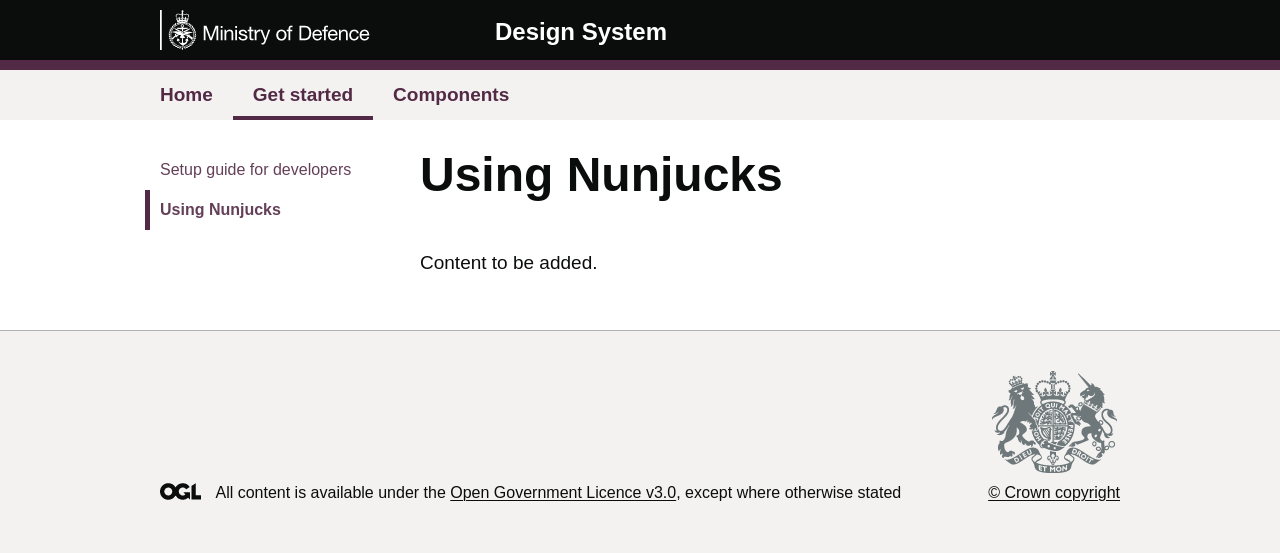 Ministry of Defence
Design System
Home
Get started
Components
Setup guide for developers
Using Nunjucks
Using Nunjucks
Content to be added.
DIEU ET MON DROIT
OGL
All content is available under the Open Government Licence v3.0, except where otherwise stated
© Crown copyright